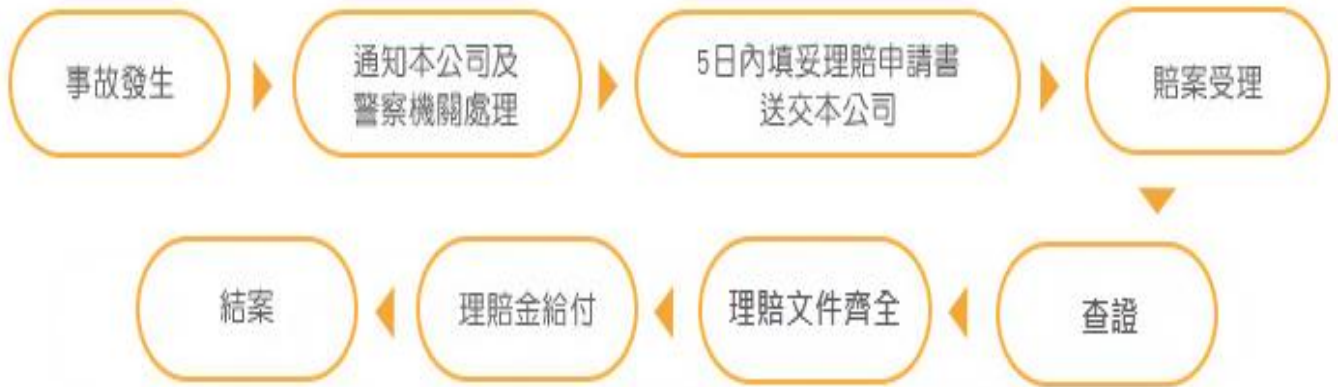 事故發生
通知本公司及
警察機關處理
5日內填妥理賠申請書
送交本公司
賠案受理
查證
理賠文件齊全
理賠金給付
結案